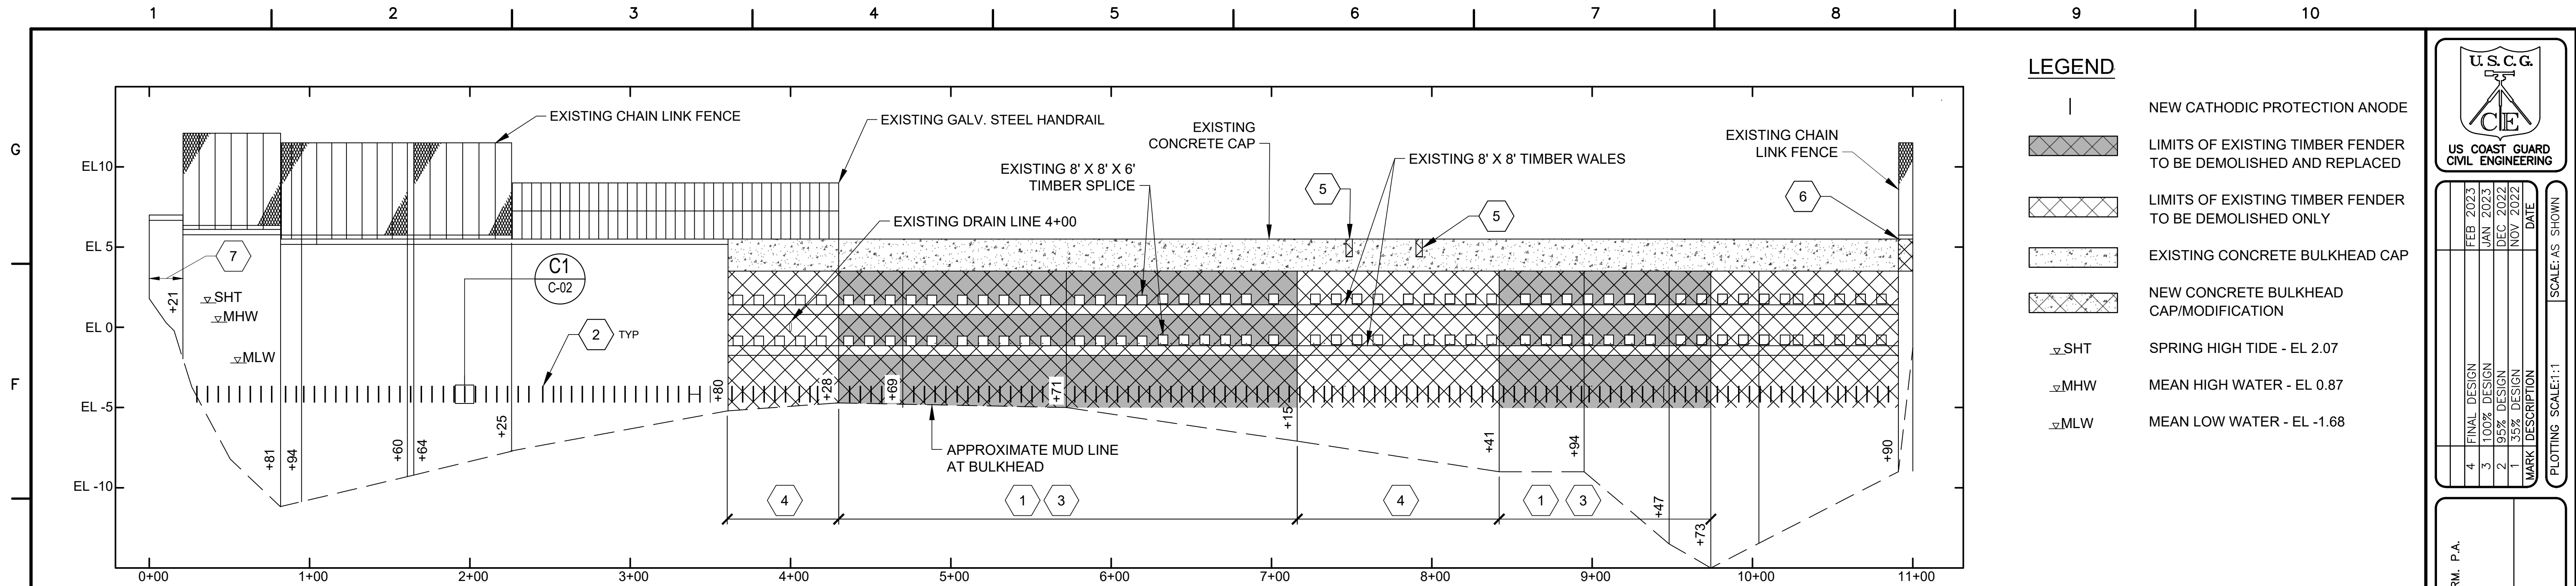 1 2 3 4 5 6 7 8 9 10
G
F
EL10
EL 5
EL 0
EL -5
EL -10
EXISTING CHAIN LINK FENCE
EXISTING GALV. STEEL HANDRAIL
EXISTING
CONCRETE CAP
EXISTING 8' X 8' X 6'
TIMBER SPLICE
EXISTING 8' X 8' TIMBER WALES
EXISTING CHAIN
LINK FENCE
EXISTING DRAIN LINE 4+00
5
5
6
7
C1
C-02
2 TYP
SHT
MHW
MLW
+21
+81
+94
+60
+64
+25
+80
+28
+69
+71
+15
+41
+94
+47
+73
+90
APPROXIMATE MUD LINE
AT BULKHEAD
4
1 3
4
1 3
0+00 1+00 2+00 3+00 4+00 5+00 6+00 7+00 8+00 9+00 10+00 11+00
LEGEND
NEW CATHODIC PROTECTION ANODE
LIMITS OF EXISTING TIMBER FENDER
TO BE DEMOLISHED AND REPLACED
LIMITS OF EXISTING TIMBER FENDER
TO BE DEMOLISHED ONLY
EXISTING CONCRETE BULKHEAD CAP
NEW CONCRETE BULKHEAD
CAP/MODIFICATION
SHT SPRING HIGH TIDE - EL 2.07
MHW MEAN HIGH WATER - EL 0.87
MLW MEAN LOW WATER - EL -1.68
U.S.C.G.
CE
US COAST GUARD
CIVIL ENGINEERING
4 FINAL DESIGN FEB 2023
3 100% DESIGN JAN 2023
2 95% DESIGN DEC 2022
1 35% DESIGN NOV 2022
MARK DESCRIPTION DATE
PLOTTING SCALE:1:1 SCALE: AS SHOWN
P.A.